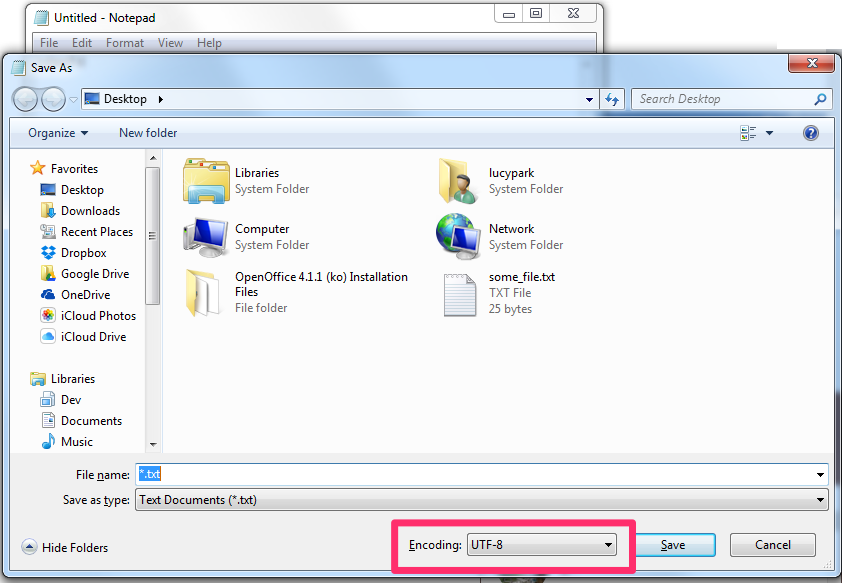 Untitled - Notepad
File Edit Format View Help
Save As
Desktop
Search Desktop
Organize New folder
Favorites
Desktop
Downloads
Recent Places
Dropbox
Google Drive
OneDrive
iCloud Photos
iCloud Drive
Libraries
Dev
Documents
Music
Libraries
System Folder
lucypark
System Folder
Computer
System Folder
Network
System Folder
OpenOffice 4.1.1 (ko) Installation
Files
File folder
some_file.txt
TXT File
25 bytes
File name: *.txt
Save as type: Text Documents (*.txt)
Hide Folders Encoding: UTF-8 Save Cancel